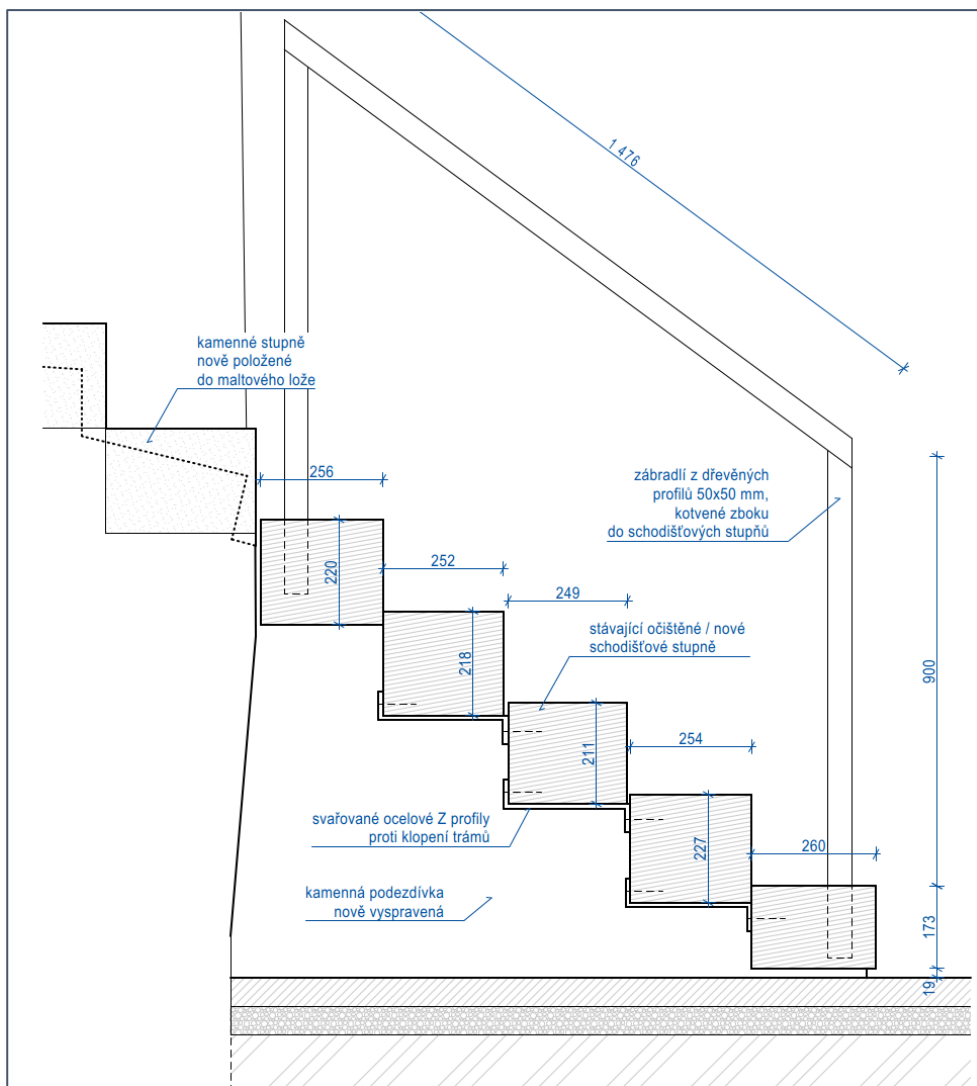 1 476
kamenné stupně
nově položené
do maltového lože
256
zábradlí z dřevěných
profilů 50x50 mm,
kotvené zboku
do schodišťových stupňů
220
252
249
stávající očištěné / nové
schodišťové stupně
218
900
211
254
svařované ocelové Z profily
proti klopení trámů
227
260
kamenná podezdívka
nově vyspravená
173
19